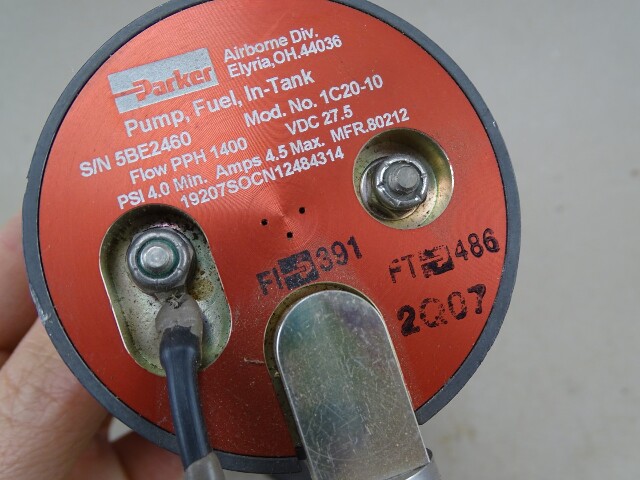 Parker
Airborne Div.
Elyria,OH.44036
Pump, Fuel, In-Tank
S/N 5BE2460 Mod. No. 1C20-10
Flow PPH 1400 VDC 27.5
PSI 4.0 Min. Amps 4.5 Max. MFR.80212
19207SOCN12484314
FI 391
FT 486
2Q07